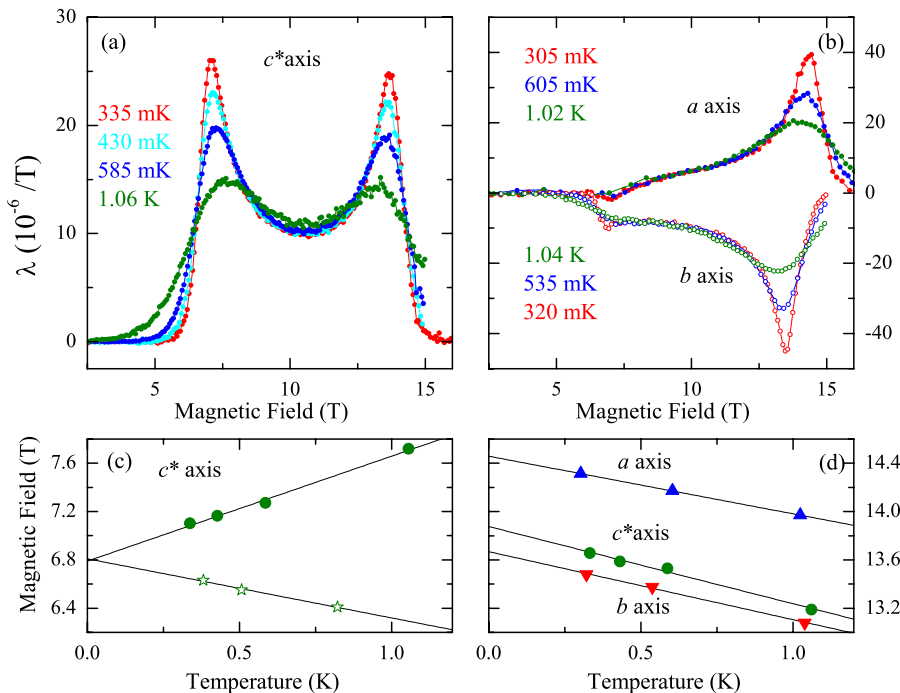 (a)
c* axis
335 mK
430 mK
585 mK
1.06 K
λ (10⁻⁶ /T)
30
20
10
0
5
10
15
Magnetic Field (T)
(b)
305 mK
605 mK
1.02 K
a axis
1.04 K
535 mK
320 mK
b axis
40
20
0
-20
-40
5
10
15
Magnetic Field (T)
(c)
c* axis
Magnetic Field (T)
7.6
7.2
6.8
6.4
0.0
0.5
1.0
Temperature (K)
(d)
a axis
c* axis
b axis
14.4
14.0
13.6
13.2
0.0
0.5
1.0
Temperature (K)